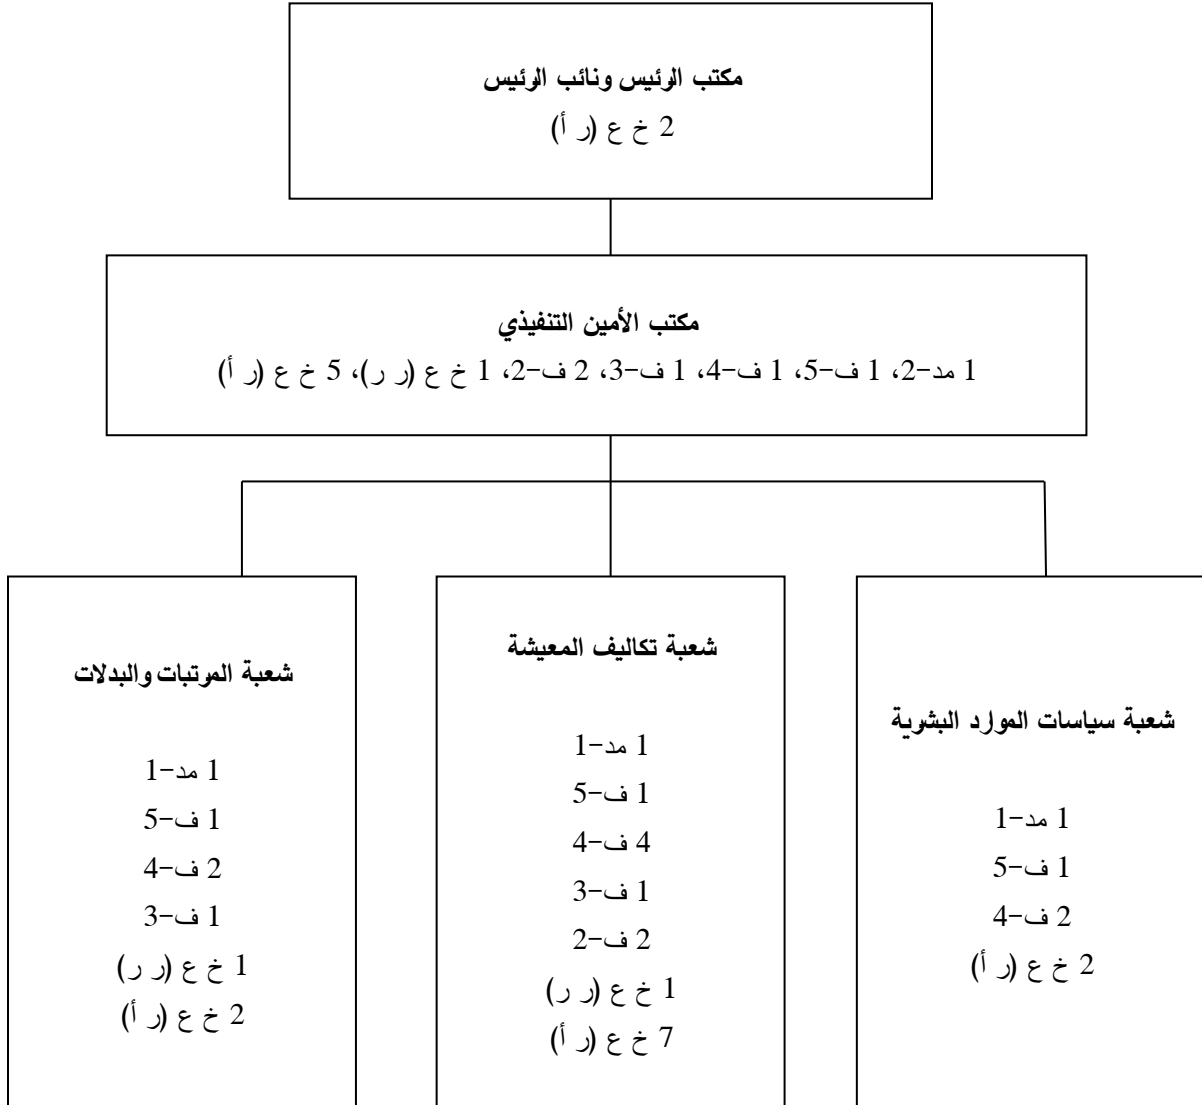 مكتب الرئيس ونائب الرئيس
2 خ ع (ر أ)
مكتب الأمين التنفيذي
1 مد-2، 1 ف-5، 1 ف-4، 1 ف-3، 2 ف-2، 1 خ ع (ر ر)، 5 خ ع (ر أ)
شعبة سياسات الموارد البشرية
1 مد-1
1 ف-5
2 ف-4
2 خ ع (ر أ)
شعبة تكاليف المعيشة
1 مد-1
1 ف-5
4 ف-4
1 ف-3
2 ف-2
1 خ ع (ر ر)
7 خ ع (ر أ)
شعبة المرتبات والبدلات
1 مد-1
1 ف-5
2 ف-4
1 ف-3
1 خ ع (ر ر)
2 خ ع (ر أ)